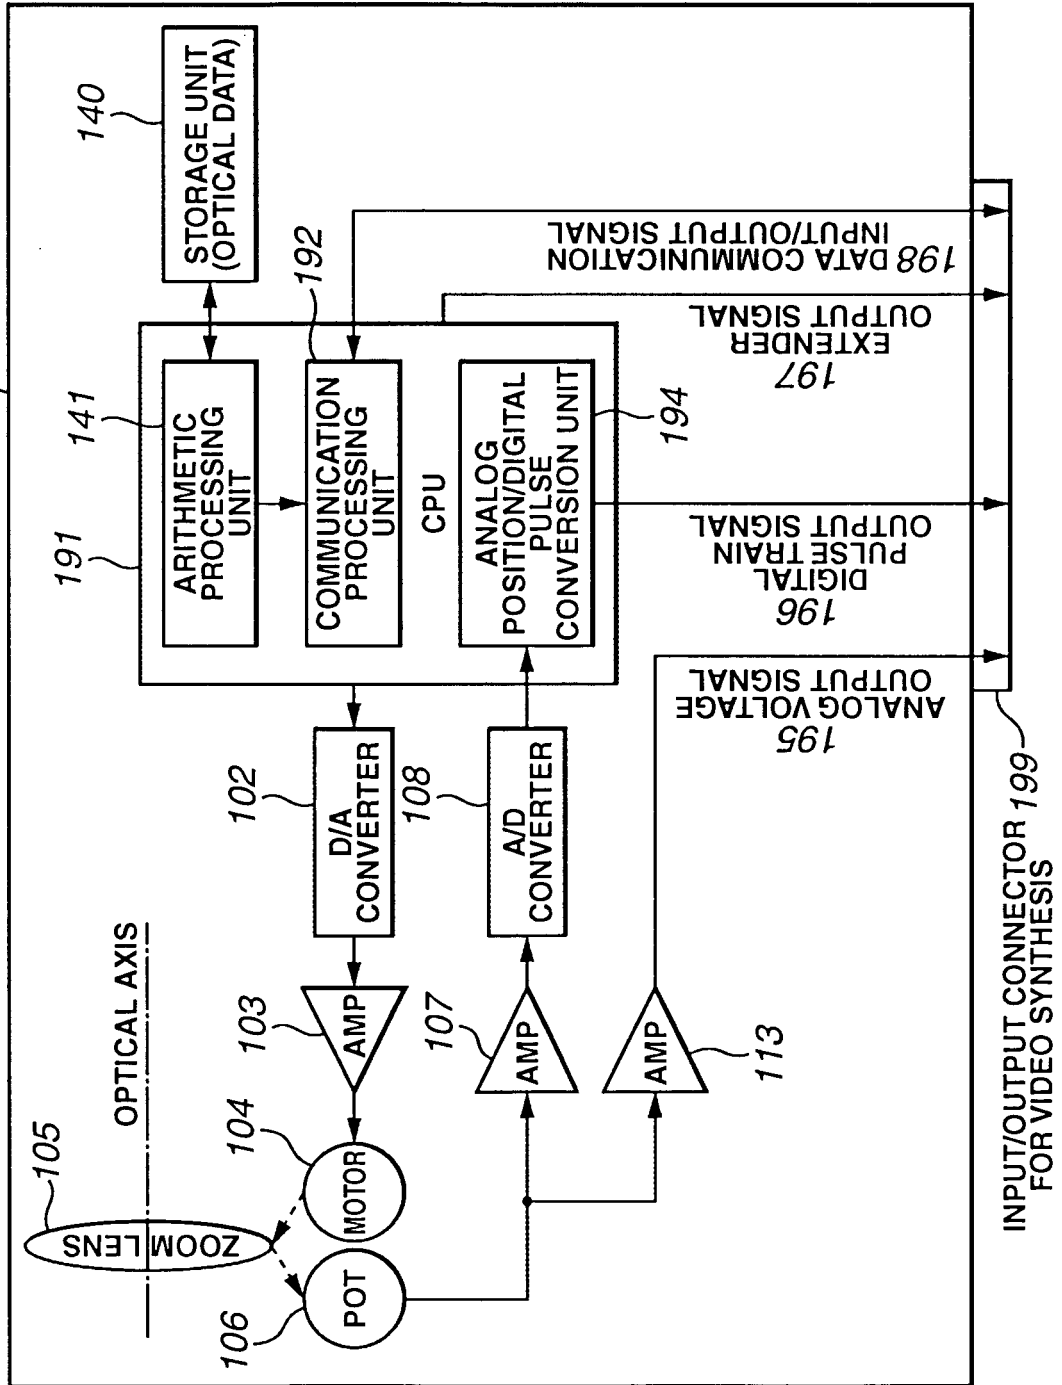 105
ZOOM LENS
OPTICAL AXIS
106
POT
104
MOTOR
103
AMP
102
D/A
CONVERTER
191
141
ARITHMETIC
PROCESSING
UNIT
140
STORAGE UNIT
(OPTICAL DATA)
192
COMMUNICATION
PROCESSING
UNIT
CPU
107
AMP
108
A/D
CONVERTER
ANALOG
POSITION/DIGITAL
PULSE
CONVERSION UNIT
194
AMP
113
195
ANALOG VOLTAGE
OUTPUT SIGNAL
196
DIGITAL
PULSE TRAIN
OUTPUT SIGNAL
197
EXTENDER
OUTPUT SIGNAL
198 DATA COMMUNICATION
INPUT/OUTPUT SIGNAL
INPUT/OUTPUT CONNECTOR 199
FOR VIDEO SYNTHESIS